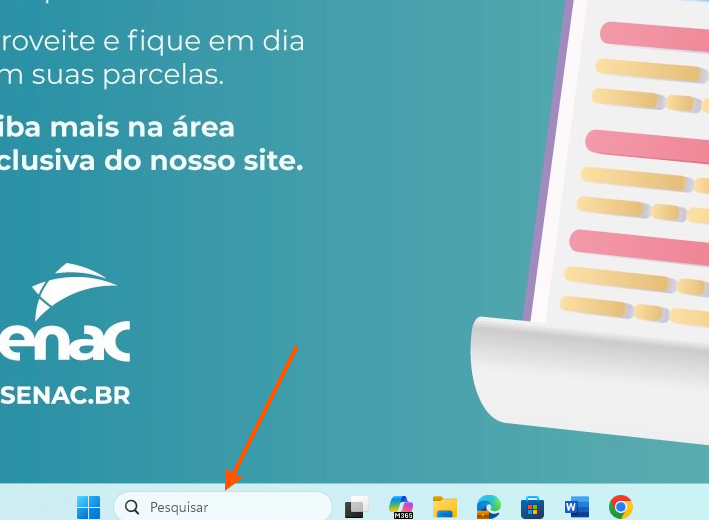 roveite e fique em dia
m suas parcelas.
iba mais na área
clusiva do nosso site.
enac
SENAC.BR
Pesquisar
M365
W